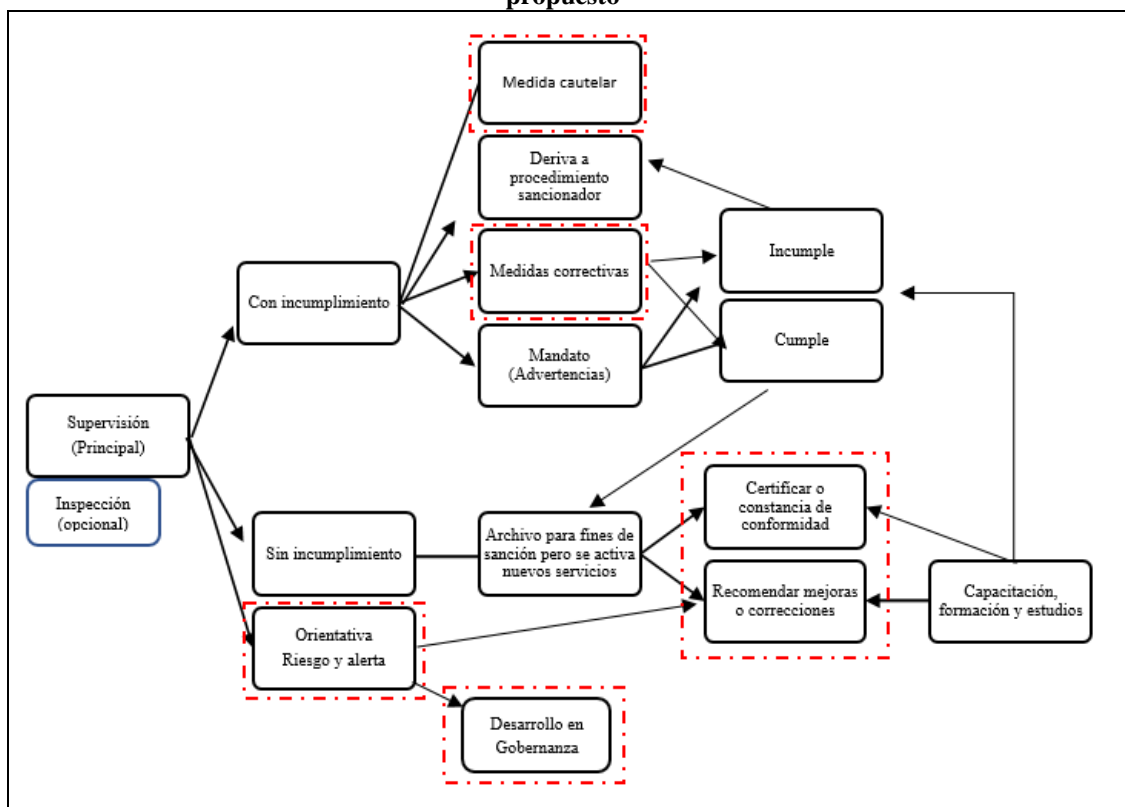 propuesto
Medida cautelar
Deriva a
procedimiento
sancionador
Incumple
Medidas correctivas
Con incumplimiento
Cumple
Mandato
(Advertencias)
Supervisión
(Principal)
Inspección
(opcional)
Certificar o
constancia de
conformidad
Sin incumplimiento
Archivo para fines de
sanción pero se activa
nuevos servicios
Recomendar mejoras
o correcciones
Capacitación,
formación y estudios
Orientativa
Riesgo y alerta
Desarrollo en
Gobernanza